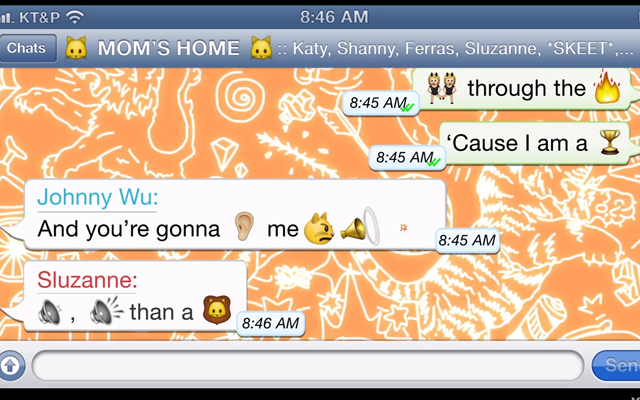 KT&P
8:46 AM
Chats
MOM'S HOME
:: Katy, Shanny, Ferras, Sluzanne, *SKEET*,...
through the
8:45 AM
'Cause I am a
8:45 AM
Johnny Wu:
And you're gonna me
8:45 AM
Sluzanne:
, than a
8:46 AM
Send